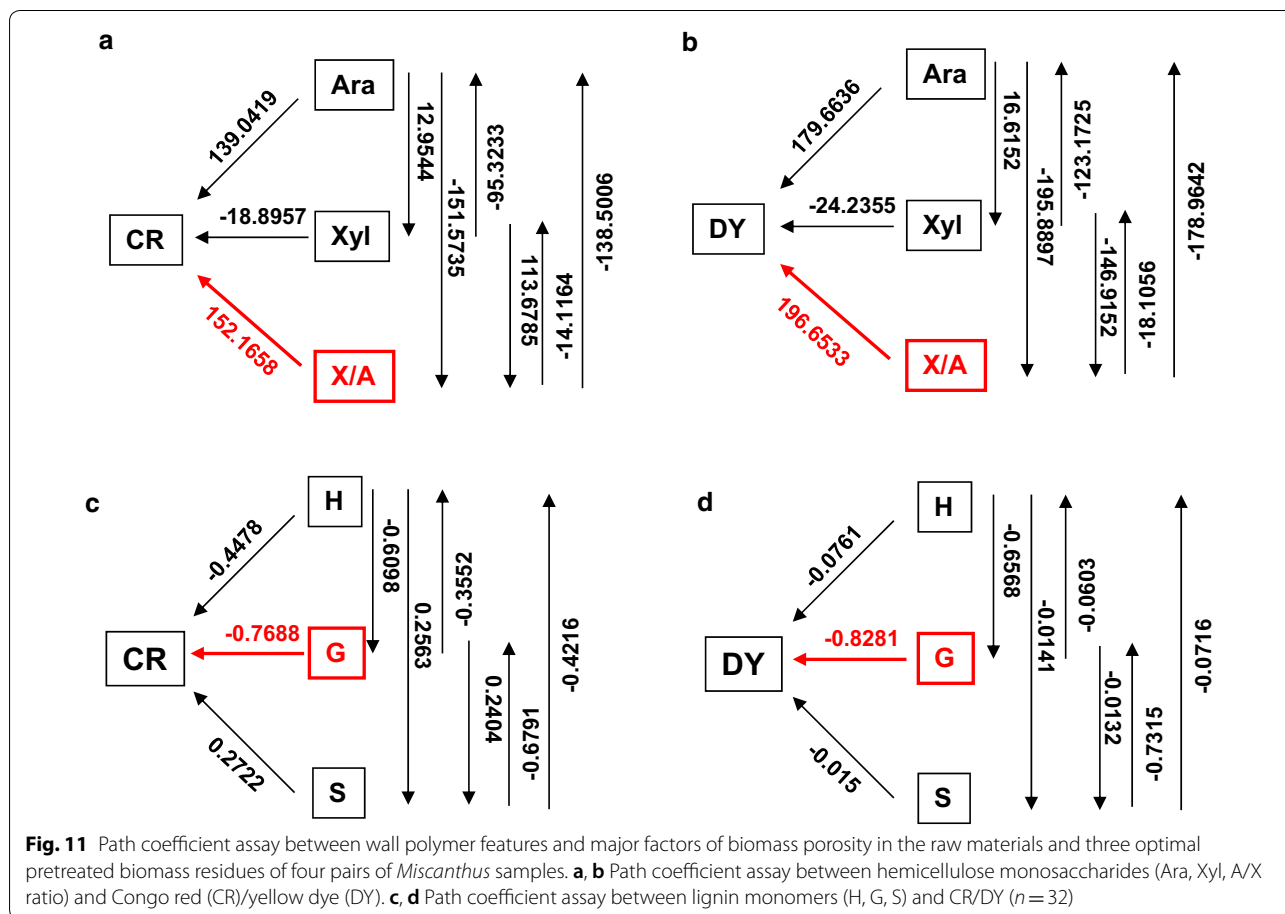 a
Ara
139.0419
CR
-18.8957
Xyl
152.1658
X/A
12.9544
-151.5735
-95.3233
113.6785
-14.1164
-138.5006
b
Ara
179.6636
DY
-24.2355
Xyl
196.6533
X/A
16.6152
-195.8897
-123.1725
-146.9152
-18.1056
-178.9642
c
H
-0.4478
CR
-0.7688
G
0.2722
S
-0.6098
0.2563
-0.3552
0.2404
-0.6791
-0.4216
d
H
-0.0761
DY
-0.8281
G
-0.015
S
-0.6568
-0.0141
-0.0603
-0.0132
-0.7315
-0.0716
Fig. 11 Path coefficient assay between wall polymer features and major factors of biomass porosity in the raw materials and three optimal
pretreated biomass residues of four pairs of Miscanthus samples. a, b Path coefficient assay between hemicellulose monosaccharides (Ara, Xyl, A/X
ratio) and Congo red (CR)/yellow dye (DY). c, d Path coefficient assay between lignin monomers (H, G, S) and CR/DY (n = 32)